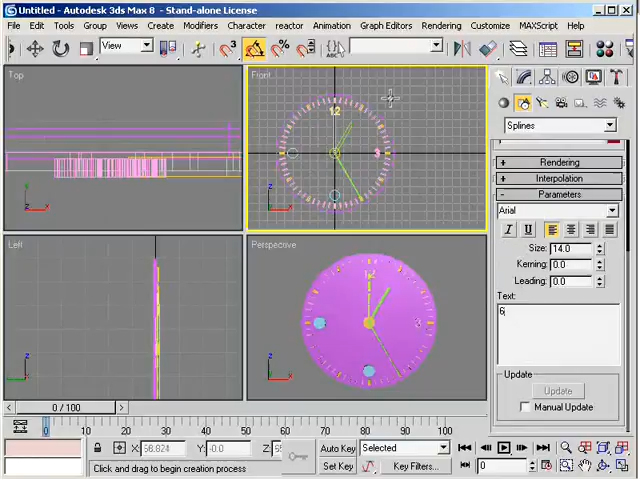 Untitled - Autodesk 3ds Max 8 - Stand-alone License
File Edit Tools Group Views Create Modifiers Character reactor Animation Graph Editors Rendering Customize MAXScript Help
View
3
%
ABC
Top
Front
12
3
z
x
Left
Perspective
12
3
z
x
Splines
+ Rendering
+ Interpolation
- Parameters
Arial
I U
Size: 14.0
Kerning: 0.0
Leading: 0.0
Text:
6
Update
Update
Manual Update
0 / 100
0 10 20 30 40 50 60 70 80 90 100
X: 56.824 Y: -0.0 Z:
Auto Key Selected
Click and drag to begin creation process
Set Key Key Filters... 0